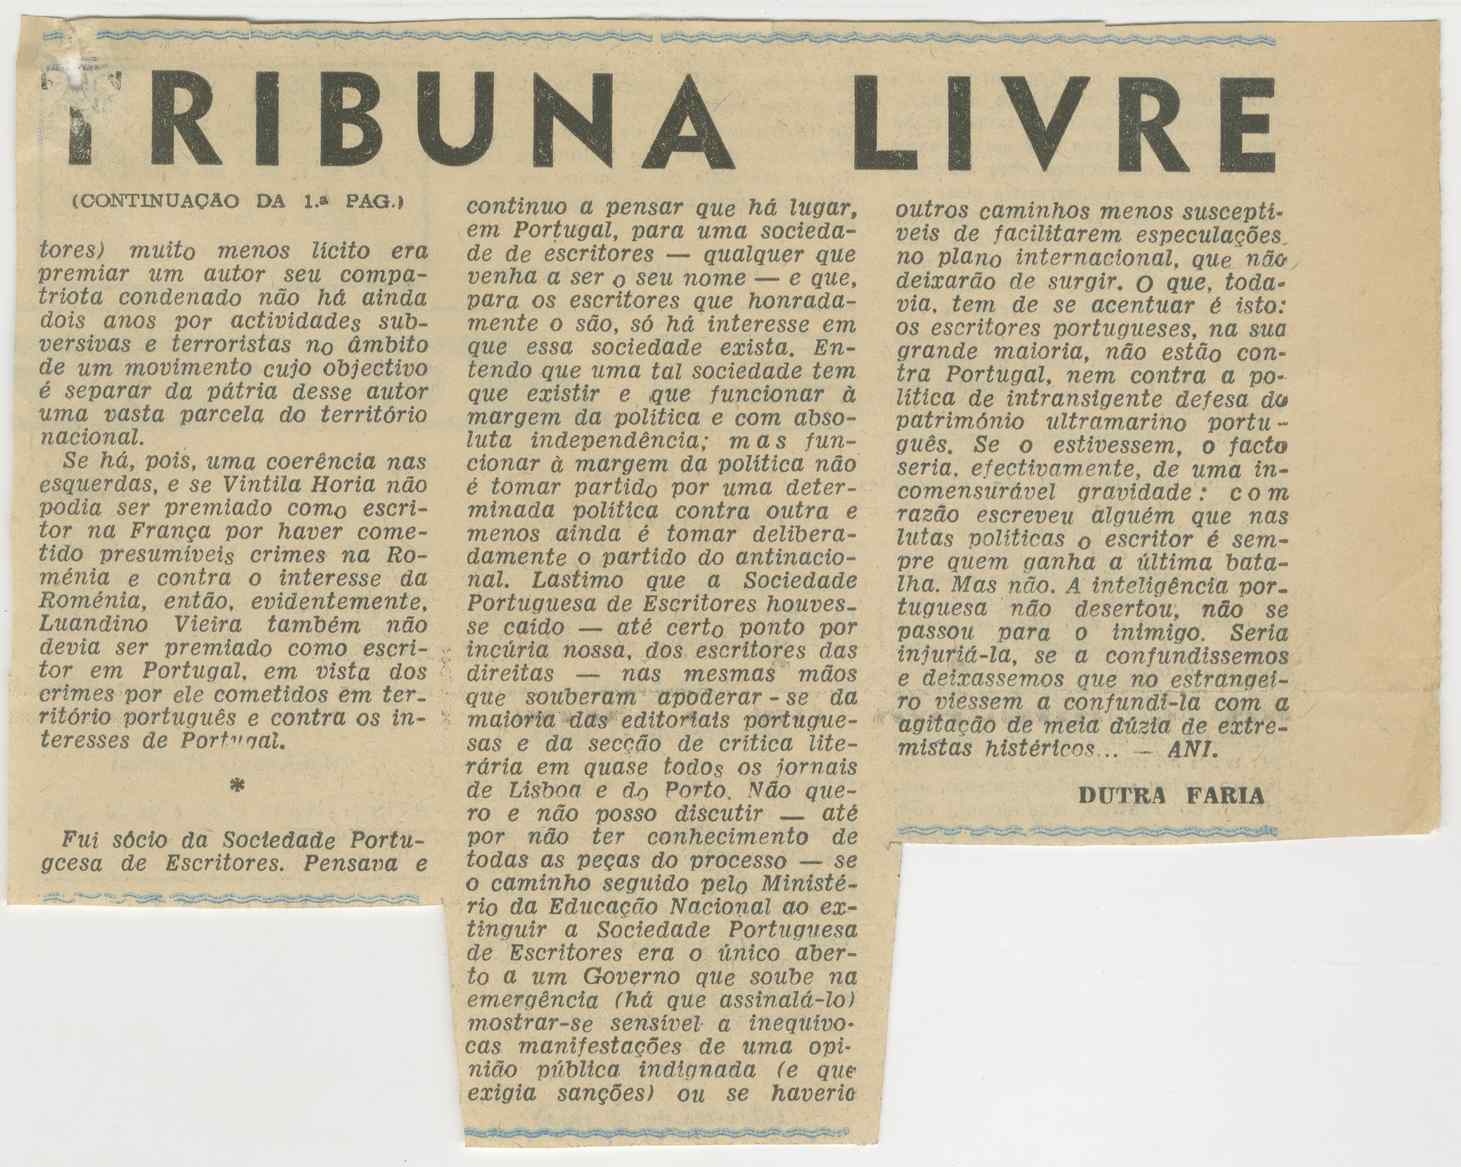 TRIBUNA LIVRE
(CONTINUAÇÃO DA 1.ª PAG.)
tores) muito menos lícito era
premiar um autor seu compa-
triota condenado não há ainda
dois anos por actividades sub-
versivas e terroristas no âmbito
de um movimento cujo objectivo
é separar da pátria desse autor
uma vasta parcela do território
nacional.
Se há, pois, uma coerência nas
esquerdas, e se Vintila Horia não
podia ser premiado como escri-
tor na França por haver come-
tido presumíveis crimes na Ro-
ménia e contra o interesse da
Roménia, então, evidentemente,
Luandino Vieira também não
devia ser premiado como escri-
tor em Portugal, em vista dos
crimes por ele cometidos em ter-
ritório português e contra os in-
teresses de Portugal.
*
Fui sócio da Sociedade Portu-
gcesa de Escritores. Pensava e
continuo a pensar que há lugar,
em Portugal, para uma socieda-
de de escritores — qualquer que
venha a ser o seu nome — e que,
para os escritores que honrada-
mente o são, só há interesse em
que essa sociedade exista. En-
tendo que uma tal sociedade tem
que existir e que funcionar à
margem da política e com abso-
luta independência; mas fun-
cionar à margem da política não
é tomar partido por uma deter-
minada política contra outra e
menos ainda é tomar delibera-
damente o partido do antinacio-
nal. Lastimo que a Sociedade
Portuguesa de Escritores houves-
se caído — até certo ponto por
incúria nossa, dos escritores das
direitas — nas mesmas mãos
que souberam apoderar-se da
maioria das editoriais portugue-
sas e da secção de crítica lite-
rária em quase todos os jornais
de Lisboa e do Porto. Não que-
ro e não posso discutir — até
por não ter conhecimento de
todas as peças do processo — se
o caminho seguido pelo Ministé-
rio da Educação Nacional ao ex-
tinguir a Sociedade Portuguesa
de Escritores era o único aber-
to a um Governo que soube na
emergência (há que assinalá-lo)
mostrar-se sensível a inequívo-
cas manifestações de uma opi-
nião pública indignada (e que
exigia sanções) ou se haveria
outros caminhos menos susceptí-
veis de facilitarem especulações,
no plano internacional, que não
deixarão de surgir. O que, toda-
via, tem de se acentuar é isto:
os escritores portugueses, na sua
grande maioria, não estão con-
tra Portugal, nem contra a po-
lítica de intransigente defesa do
património ultramarino portu-
guês. Se o estivessem, o facto
seria, efectivamente, de uma in-
comensurável gravidade: com
razão escreveu alguém que nas
lutas políticas o escritor é sem-
pre quem ganha a última bata-
lha. Mas não. A inteligência por-
tuguesa não desertou, não se
passou para o inimigo. Seria
injuriá-la, se a confundíssemos
e deixássemos que no estrangei-
ro viessem a confundi-la com a
agitação de meia dúzia de extre-
mistas histéricos... — ANI.
DUTRA FARIA